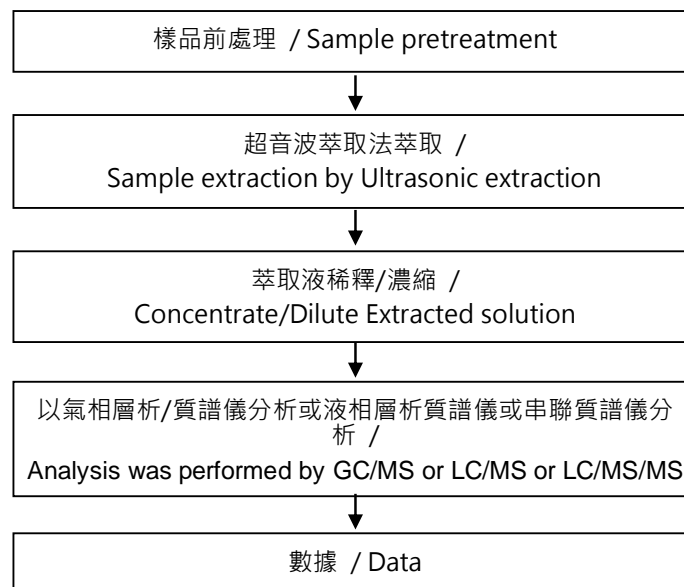 樣品前處理 / Sample pretreatment
超音波萃取法萃取 /
Sample extraction by Ultrasonic extraction
萃取液稀釋/濃縮 /
Concentrate/Dilute Extracted solution
以氣相層析/質譜儀分析或液相層析質譜儀或串聯質譜儀分
析 /
Analysis was performed by GC/MS or LC/MS or LC/MS/MS
數據 / Data